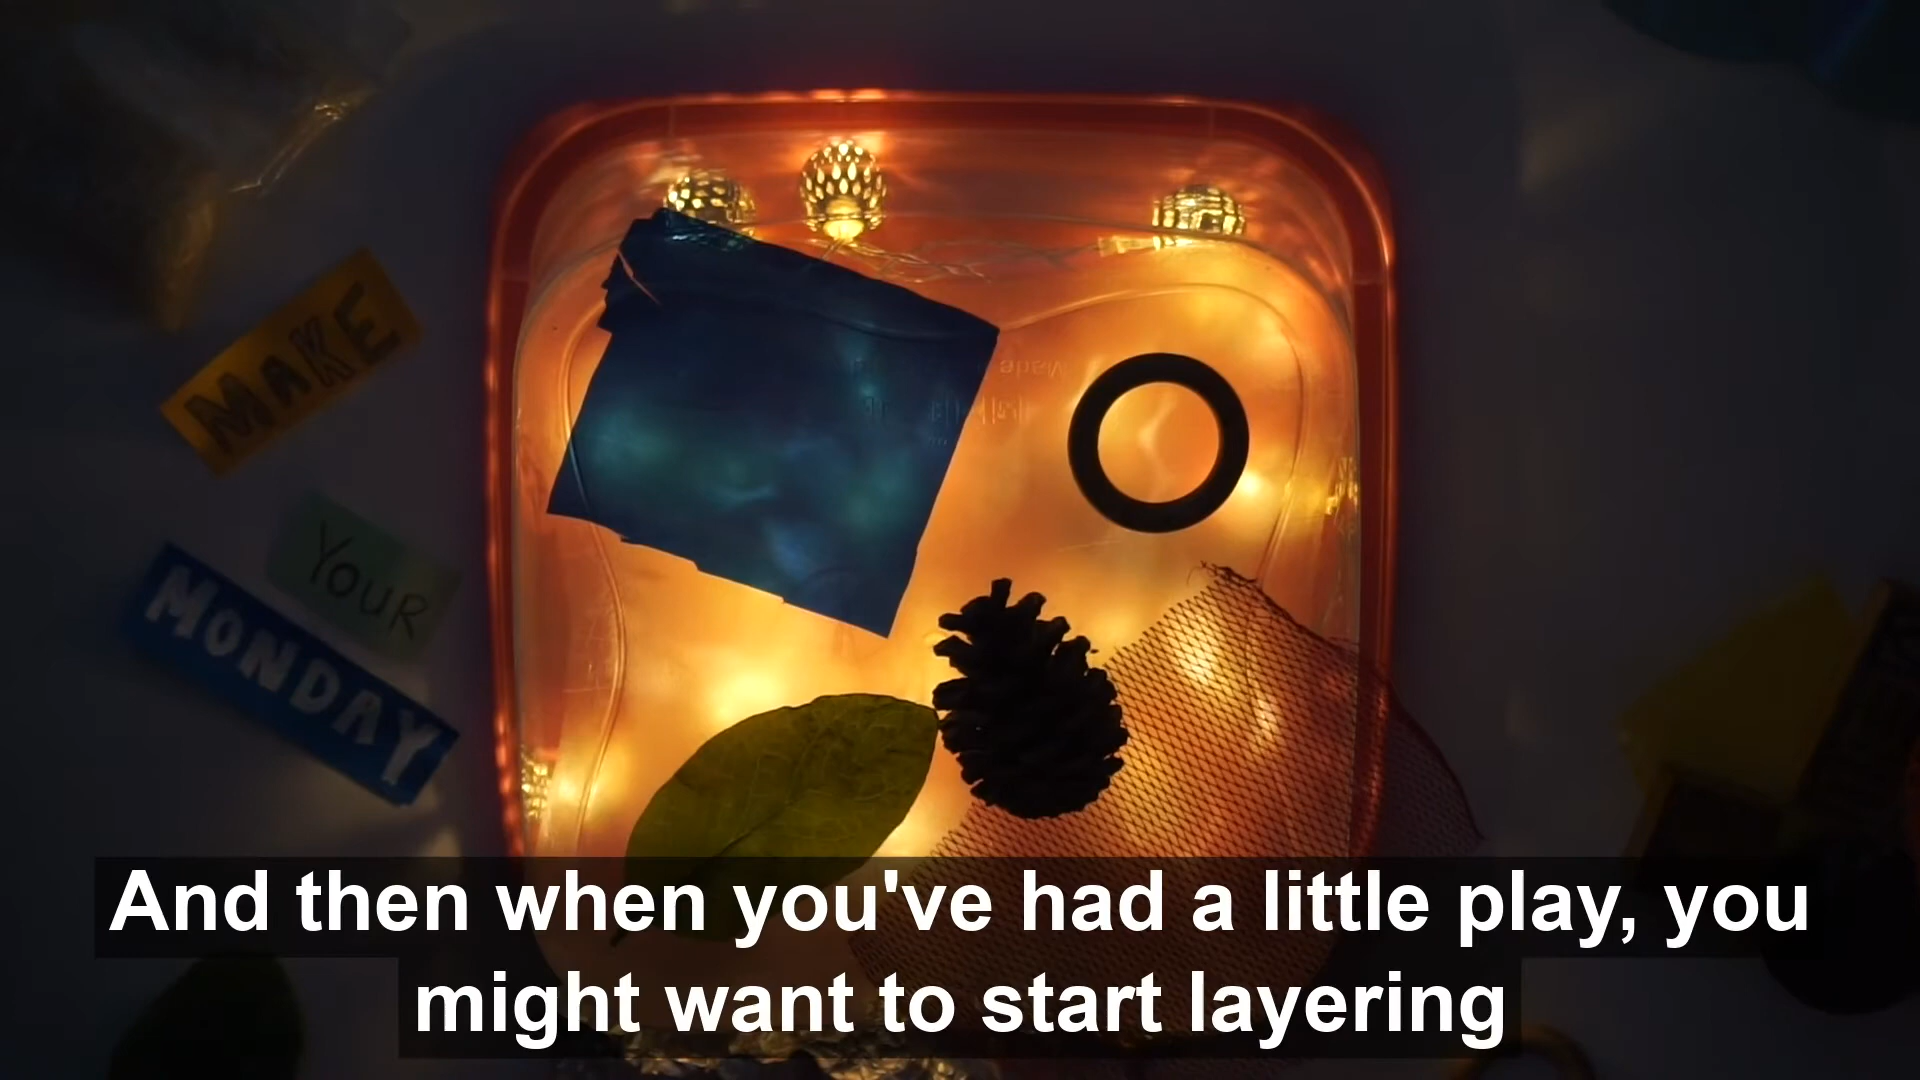 MAKE
YOUR
MONDAY
And then when you've had a little play, you
might want to start layering